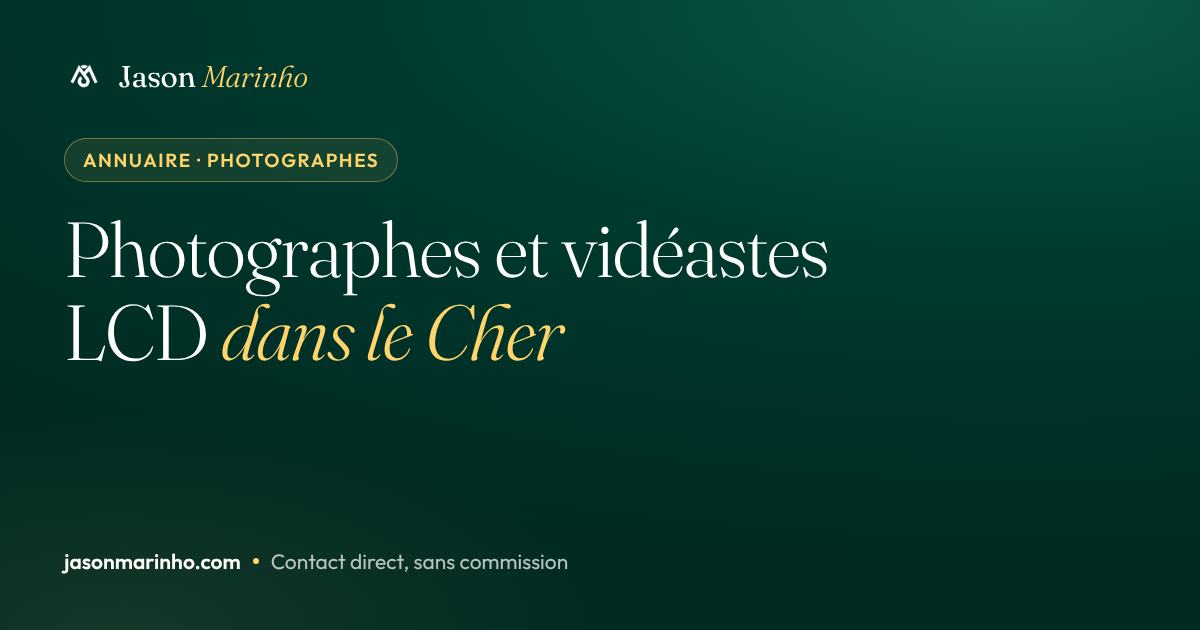 Jason Marinho
ANNUAIRE · PHOTOGRAPHES
Photographes et vidéastes
LCD dans le Cher
jasonmarinho.com • Contact direct, sans commission